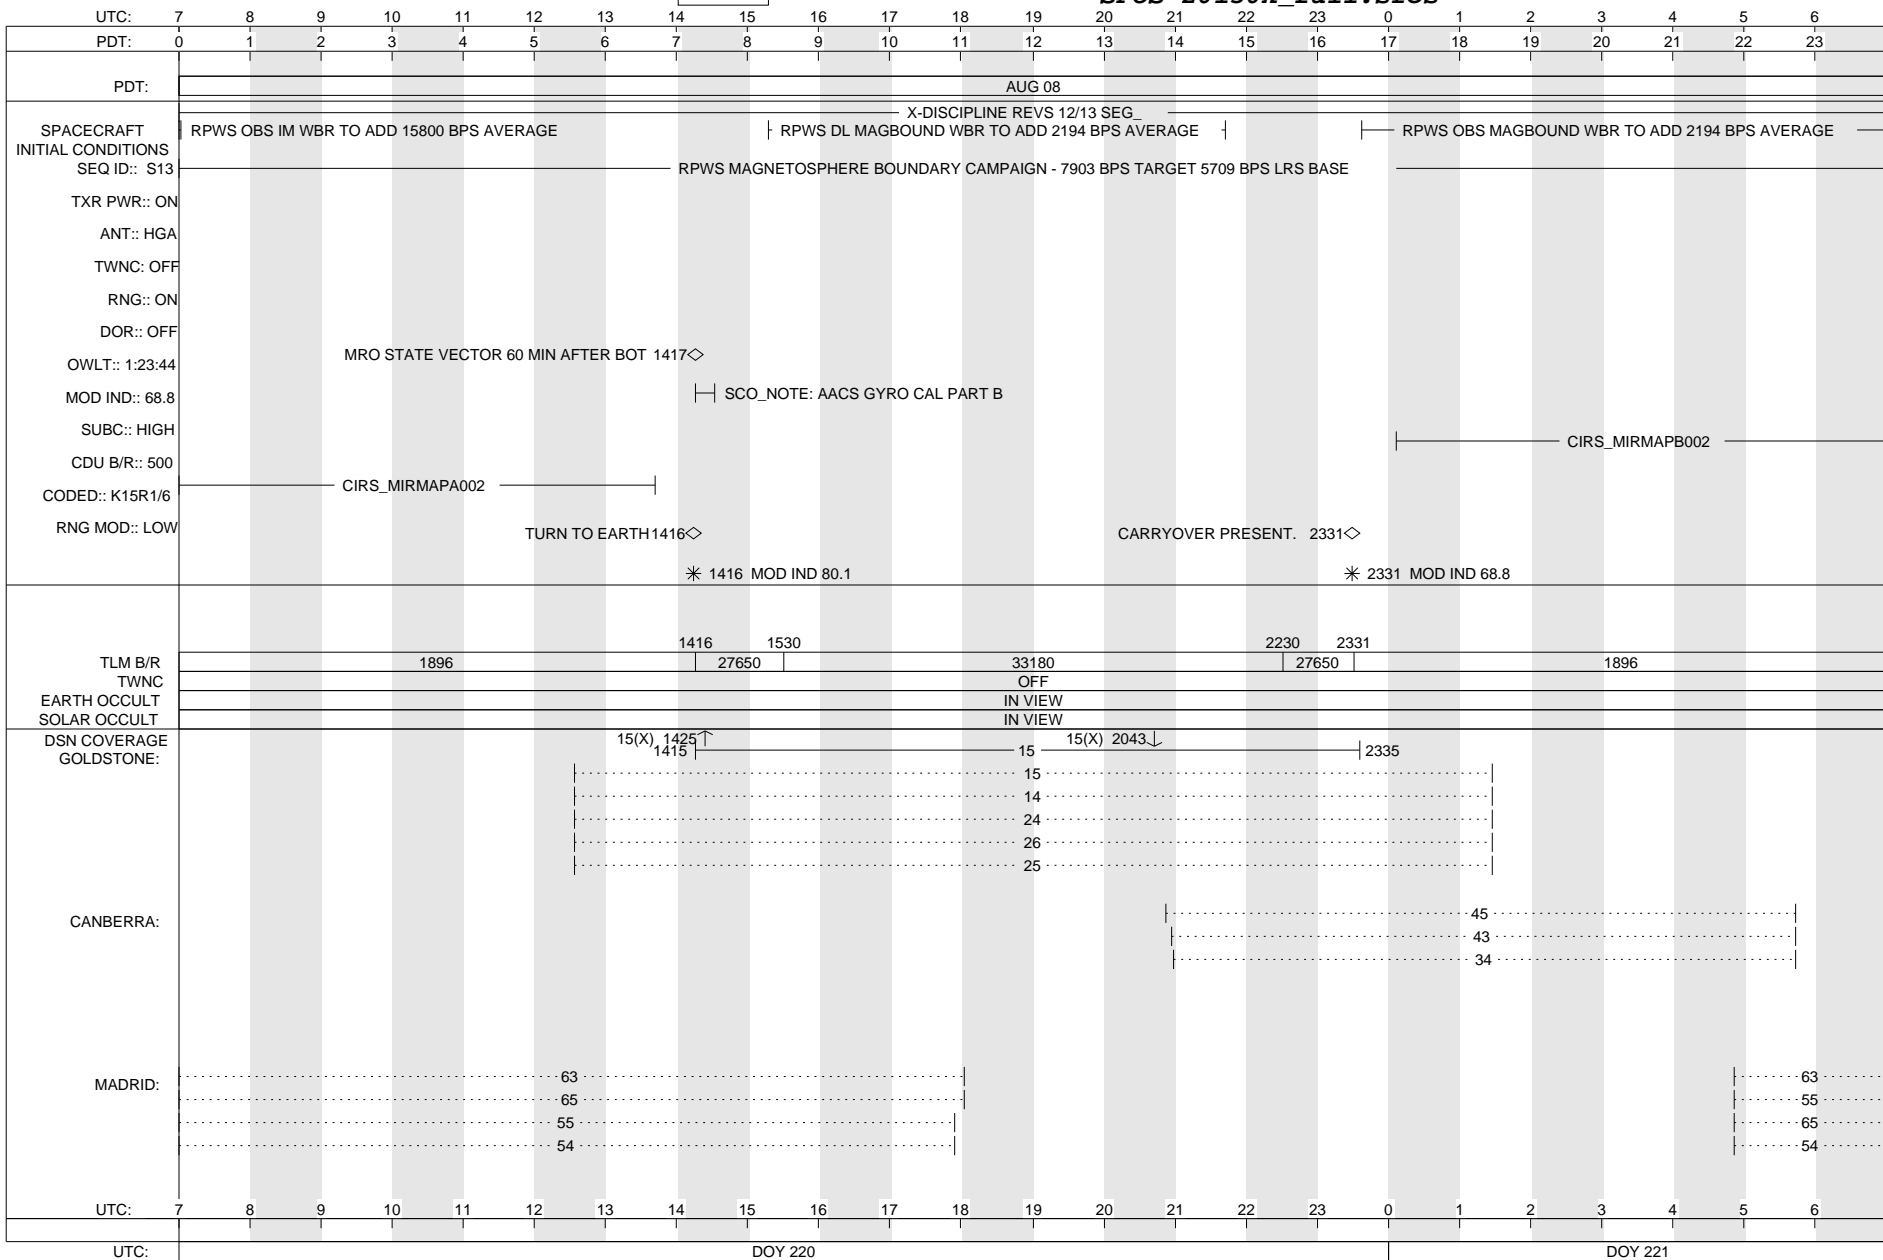 UTC: 7 8 9 10 11 12 13 14 15 16 17 18 19 20 21 22 23 0 1 2 3 4 5 6
PDT: 0 1 2 3 4 5 6 7 8 9 10 11 12 13 14 15 16 17 18 19 20 21 22 23
PDT: AUG 08
X-DISCIPLINE REVS 12/13 SEG_
SPACECRAFT RPWS OBS IM WBR TO ADD 15800 BPS AVERAGE RPWS DL MAGBOUND WBR TO ADD 2194 BPS AVERAGE RPWS OBS MAGBOUND WBR TO ADD 2194 BPS AVERAGE
INITIAL CONDITIONS
SEQ ID:: S13 RPWS MAGNETOSPHERE BOUNDARY CAMPAIGN - 7903 BPS TARGET 5709 BPS LRS BASE
TXR PWR:: ON
ANT:: HGA
TWNC: OFF
RNG:: ON
DOR:: OFF
MRO STATE VECTOR 60 MIN AFTER BOT 1417
OWLT:: 1:23:44
SCO_NOTE: AACS GYRO CAL PART B
MOD IND:: 68.8
SUBC:: HIGH
CIRS_MIRMAPB002
CDU B/R:: 500
CIRS_MIRMAPA002
CODED:: K15R1/6
RNG MOD:: LOW
TURN TO EARTH 1416 CARRYOVER PRESENT. 2331
1416 MOD IND 80.1 2331 MOD IND 68.8
1416 1530 2230 2331
TLM B/R 1896 27650 33180 27650 1896
TWNC OFF
EARTH OCCULT IN VIEW
SOLAR OCCULT IN VIEW
DSN COVERAGE 15(X) 1425 15(X) 2043
GOLDSTONE: 1415 15 2335
15
14
24
26
25
45
CANBERRA:
43
34
63 63
MADRID:
65 55
55 65
54 54
UTC: 7 8 9 10 11 12 13 14 15 16 17 18 19 20 21 22 23 0 1 2 3 4 5 6
UTC: DOY 220 DOY 221